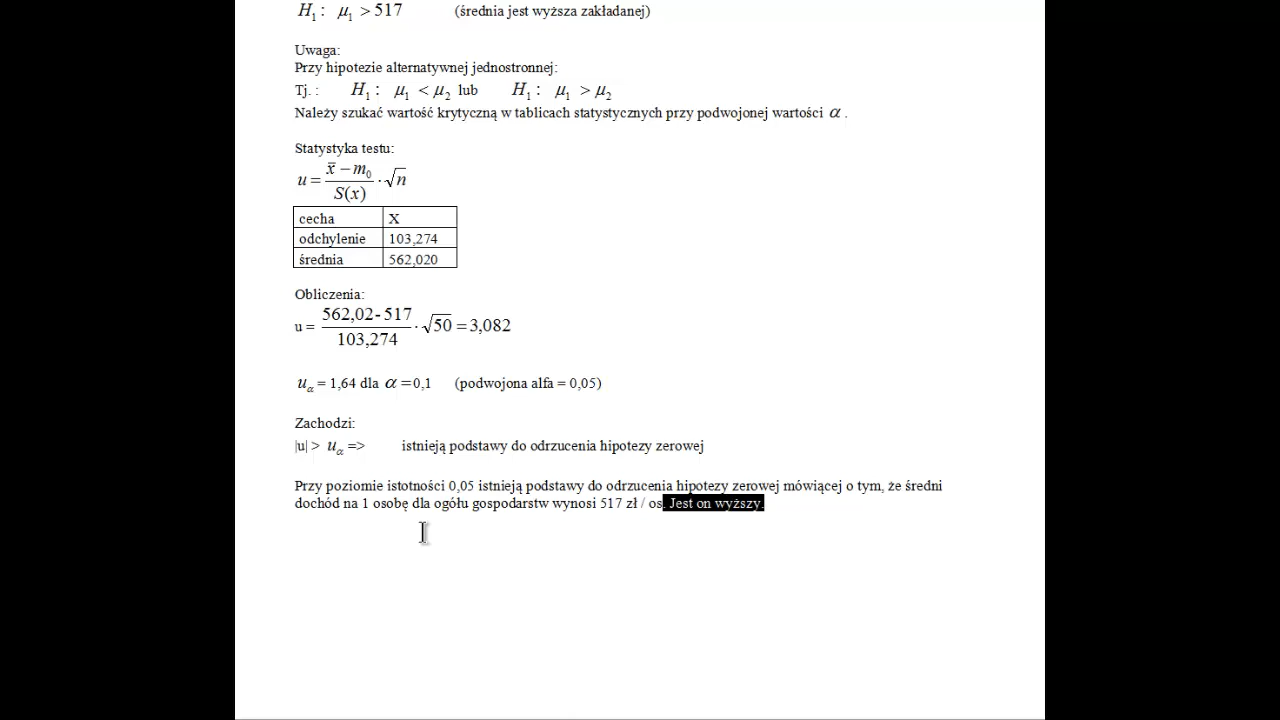 H₁: μ₁ > 517 (średnia jest wyższa zakładanej)
Uwaga:
Przy hipotezie alternatywnej jednostronnej:
Tj. : H₁: μ₁ < μ₂ lub H₁: μ₁ > μ₂
Należy szukać wartość krytyczną w tablicach statystycznych przy podwojonej wartości α .
Statystyka testu:
u = (x̄ − m₀) / S(x) · √n
cecha X
odchylenie 103,274
średnia 562,020
Obliczenia:
u = (562,02 - 517) / 103,274 · √50 = 3,082
uα = 1,64 dla α = 0,1 (podwojona alfa = 0,05)
Zachodzi:
|u| > uα => istnieją podstawy do odrzucenia hipotezy zerowej
Przy poziomie istotności 0,05 istnieją podstawy do odrzucenia hipotezy zerowej mówiącej o tym, że średni
dochód na 1 osobę dla ogółu gospodarstw wynosi 517 zł / os. Jest on wyższy.